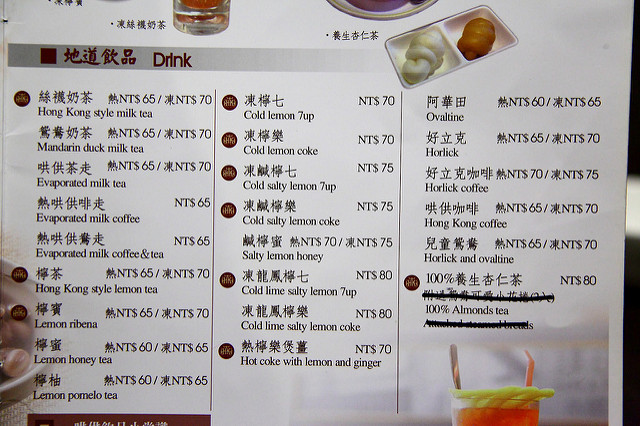 ・凍絲襪奶茶
・養生杏仁茶
地道飲品 Drink
絲襪奶茶 熱NT$ 65 / 凍NT$ 70
Hong Kong style milk tea
鴛鴦奶茶 熱NT$ 65 / 凍NT$ 70
Mandarin duck milk tea
哄供茶走 熱NT$ 65 / 凍NT$ 70
Evaporated milk tea
熱哄供啡走 NT$ 65
Evaporated milk coffee
熱哄供鴦走 NT$ 65
Evaporated milk coffee & tea
檸茶 熱NT$ 65 / 凍NT$ 70
Hong Kong style lemon tea
檸賓 熱NT$ 65 / 凍NT$ 70
Lemon ribena
檸蜜 熱NT$ 60 / 凍NT$ 65
Lemon honey tea
檸柚 熱NT$ 60 / 凍NT$ 65
Lemon pomelo tea
凍檸七 NT$ 70
Cold lemon 7up
凍檸樂 NT$ 70
Cold lemon coke
凍鹹檸七 NT$ 75
Cold salty lemon 7up
凍鹹檸樂 NT$ 75
Cold salty lemon coke
鹹檸蜜 熱NT$ 70 / 凍NT$ 75
Salty lemon honey
凍龍鳳檸七 NT$ 80
Cold lime salty lemon 7up
凍龍鳳檸樂 NT$ 80
Cold lime salty lemon coke
熱檸樂煲薑 NT$ 70
Hot coke with lemon and ginger
阿華田 熱NT$ 60 / 凍NT$ 65
Ovaltine
好立克 熱NT$ 65 / 凍NT$ 70
Horlick
好立克咖啡 熱NT$ 70 / 凍NT$ 75
Horlick coffee
哄供咖啡 熱NT$ 65 / 凍NT$ 70
Hong Kong coffee
兒童鴛鴦 熱NT$ 65 / 凍NT$ 70
Horlick and ovaltine
100%養生杏仁茶 NT$ 80
100% Almonds tea